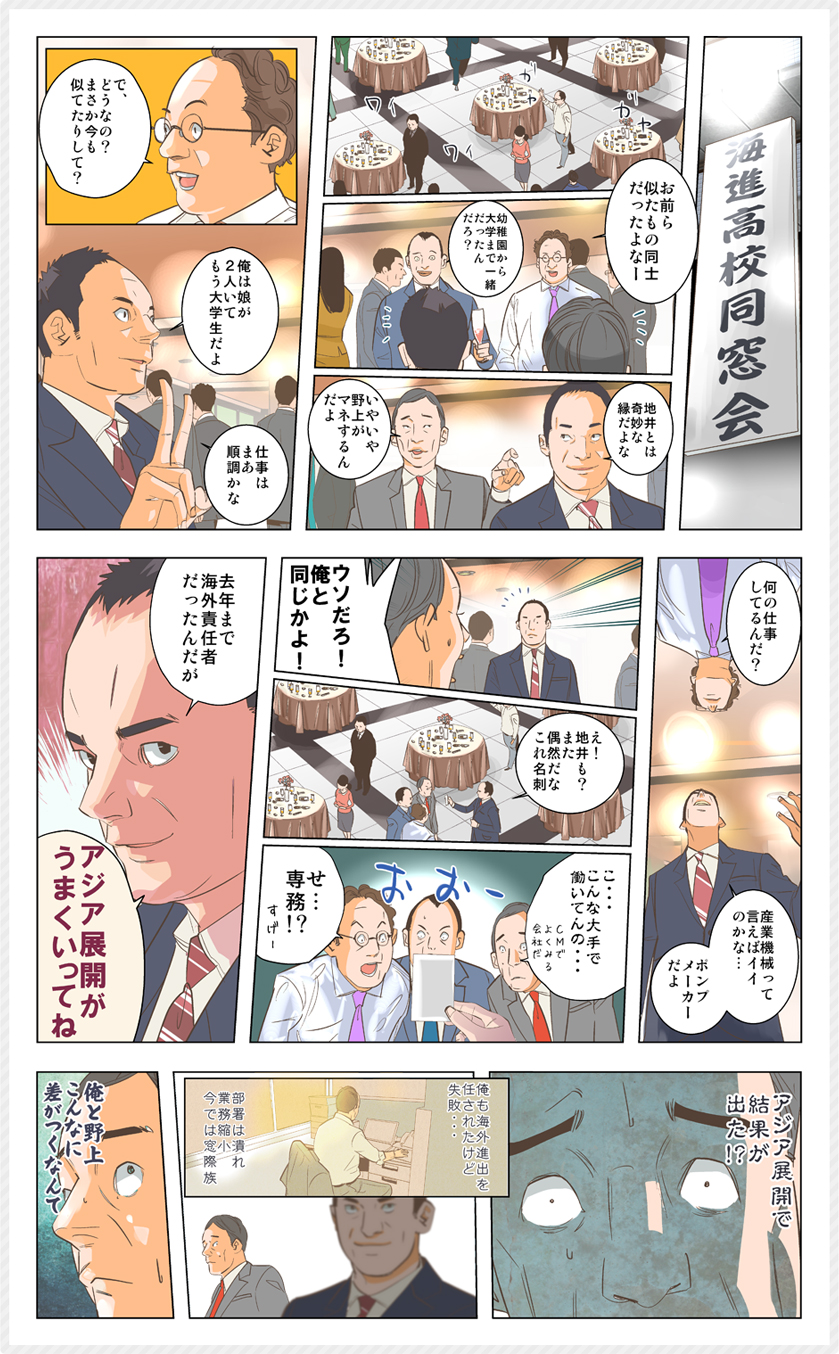 海進高校同窓会
ガヤ
ガヤ
ワイ
ワイ
お前ら
似たもの同士
だったよなー
幼稚園から
大学まで一緒
だったん
だろ？
地井とは
奇妙な
縁だよな
いやいや
野上が
マネするん
だよ
で、
どうなの？
まさか今も
似てたりして？
俺は娘が
２人いて
もう大学生だよ
仕事は
まあ
順調かな
何の仕事
してるんだ？
産業機械って
言えばイイ
のかな…
ポンプ
メーカー
だよ
ウソだろ！
俺と
同じかよ！
え！
地井も？
また
偶然だな
これ名刺
こ・・・
こんな大手で
働いてんの・・・
CMで
よくみる
会社だ
おおー
せ…
専務!?
すげー
去年まで
海外責任者
だったんだが
アジア展開が
うまくいってね
アジア展開で
結果が
出た!?
俺も海外進出を
任されたけど
失敗・・・
部署は潰れ
業務縮小
今では窓際族
俺と野上
こんなに
差がつくなんて